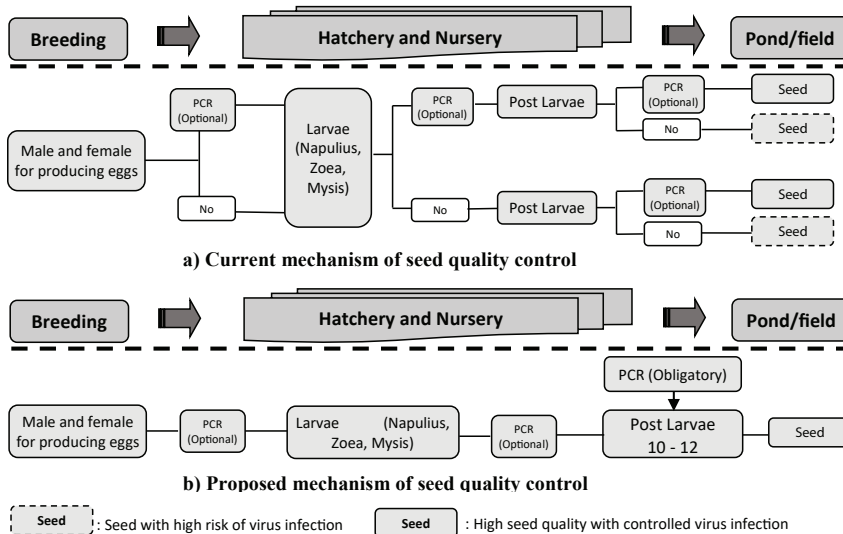 Breeding
Hatchery and Nursery
Pond/field
PCR
(Optional)
PCR
(Optional)
Post Larvae
PCR
(Optional)
Seed
No
Seed
Male and female
for producing eggs
Larvae
(Napulius,
Zoea,
Mysis)
No
No
Post Larvae
PCR
(Optional)
Seed
No
Seed
a) Current mechanism of seed quality control
Breeding
Hatchery and Nursery
Pond/field
PCR (Obligatory)
Male and female
for producing eggs
PCR
(Optional)
Larvae (Napulius,
Zoea, Mysis)
PCR
(Optional)
Post Larvae
10 - 12
Seed
b) Proposed mechanism of seed quality control
Seed : Seed with high risk of virus infection
Seed : High seed quality with controlled virus infection